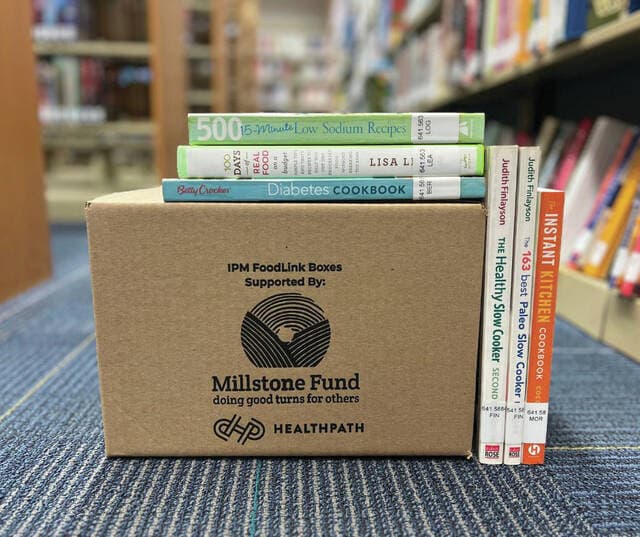 500 15-Minute Low Sodium Recipes
641.563
LOG
100 DAYS of REAL FOOD on a budget LISA L
641.563
LEA
Betty Crocker Diabetes COOKBOOK
641.56
BERR
IPM FoodLink Boxes
Supported By:
Millstone Fund
doing good turns for others
HEALTHPATH
Judith Finlayson THE Healthy Slow Cooker SECOND
641.588
FIN
ROSE
Judith Finlayson The 163 best Paleo Slow Cooker
641.58
FIN
ROSE
The INSTANT KITCHEN COOKBOOK
641.58
MOR